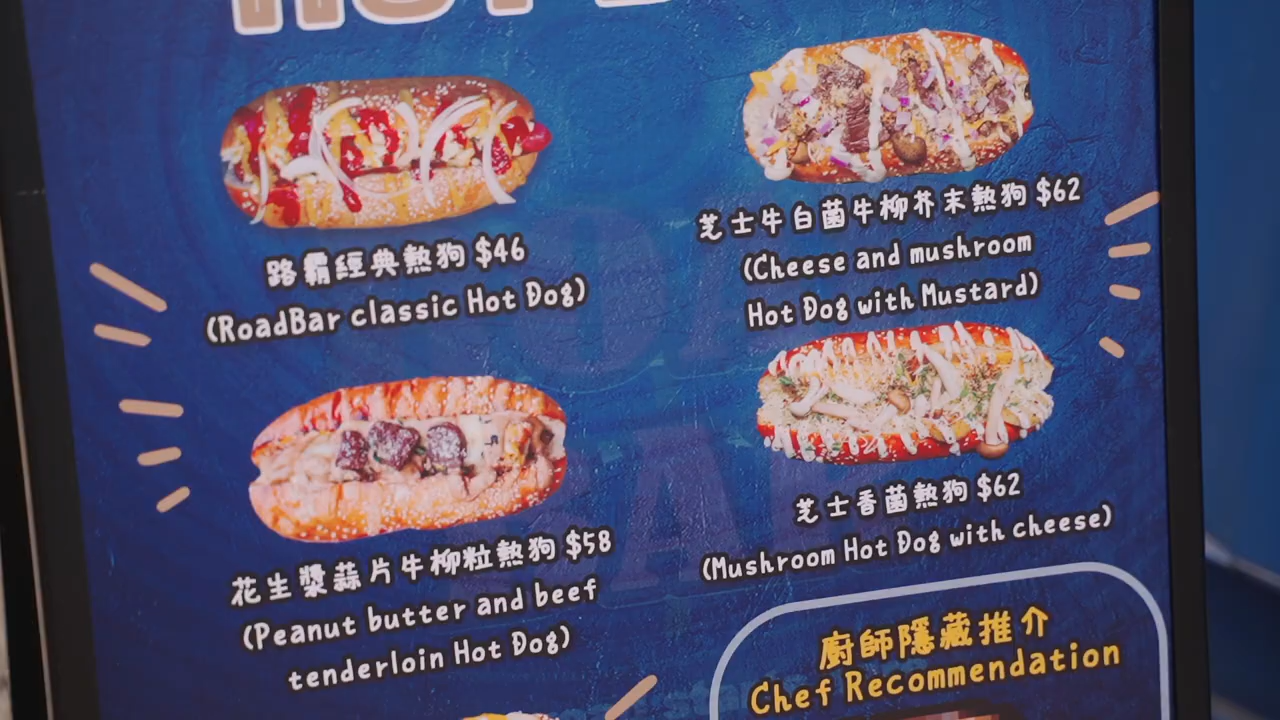 路霸經典熱狗 $46
(RoadBar classic Hot Dog)
芝士牛白菌牛柳芥末熱狗 $62
(Cheese and mushroom
Hot Dog with Mustard)
花生漿蒜片牛柳粒熱狗 $58
(Peanut butter and beef
tenderloin Hot Dog)
芝士香菌熱狗 $62
(Mushroom Hot Dog with cheese)
廚師隱藏推介
Chef Recommendation